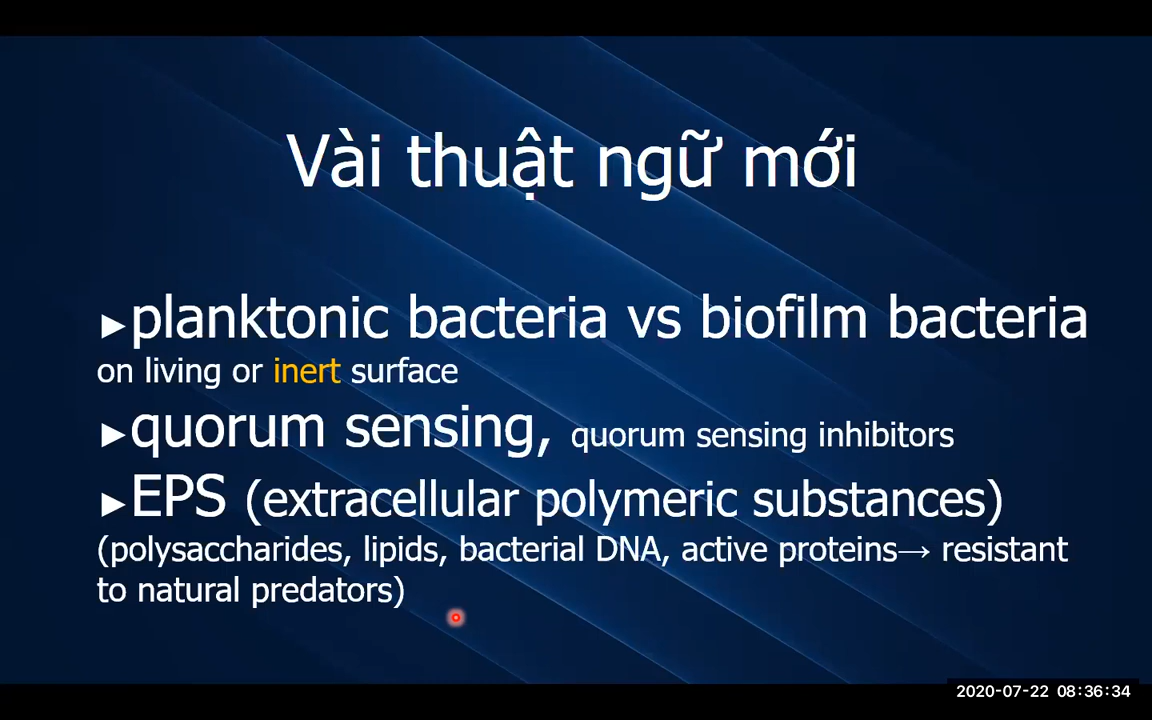 Vài thuật ngữ mới
►planktonic bacteria vs biofilm bacteria
on living or inert surface
►quorum sensing, quorum sensing inhibitors
►EPS (extracellular polymeric substances)
(polysaccharides, lipids, bacterial DNA, active proteins→ resistant
to natural predators)
2020-07-22 08:36:34